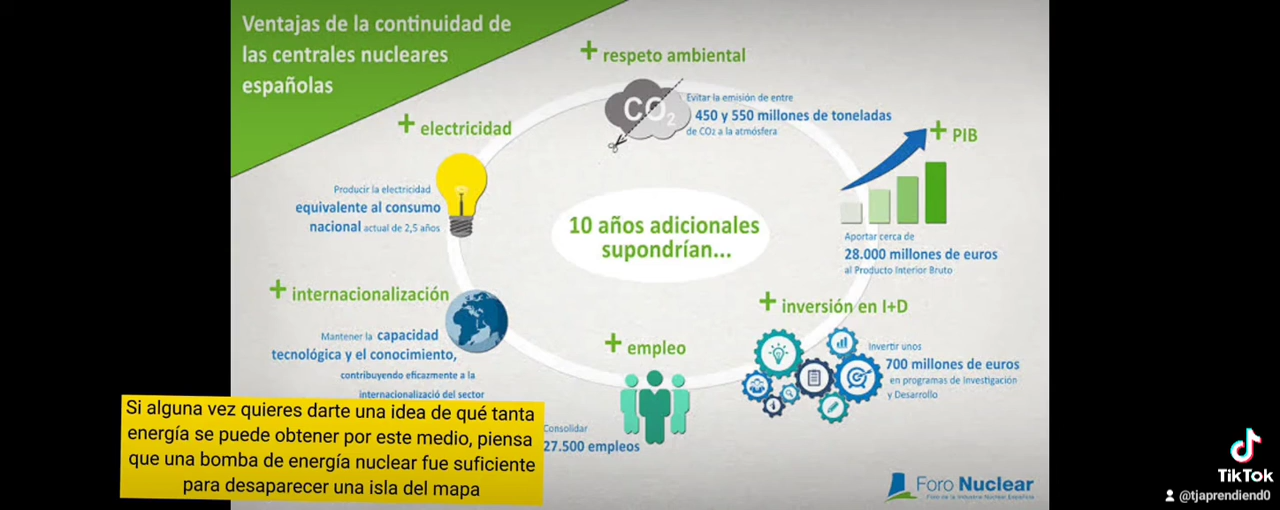 Ventajas de la continuidad de
las centrales nucleares
españolas
+ respeto ambiental
CO2
Evitar la emisión de entre
450 y 550 millones de toneladas
de CO2 a la atmósfera
+ electricidad
Producir la electricidad
equivalente al consumo
nacional actual de 2,5 años
+ PIB
Aportar cerca de
28.000 millones de euros
al Producto Interior Bruto
10 años adicionales
supondrían...
+ internacionalización
Mantener la capacidad
tecnológica y el conocimiento,
contribuyendo eficazmente a la
internacionalizació del sector
+ inversión en I+D
Invertir unos
700 millones de euros
en programas de Investigación
y Desarrollo
+ empleo
Consolidar
27.500 empleos
Si alguna vez quieres darte una idea de qué tanta
energía se puede obtener por este medio, piensa
que una bomba de energía nuclear fue suficiente
para desaparecer una isla del mapa
Foro Nuclear
Foro de la Industria Nuclear Española
TikTok
@tjaprendiend0